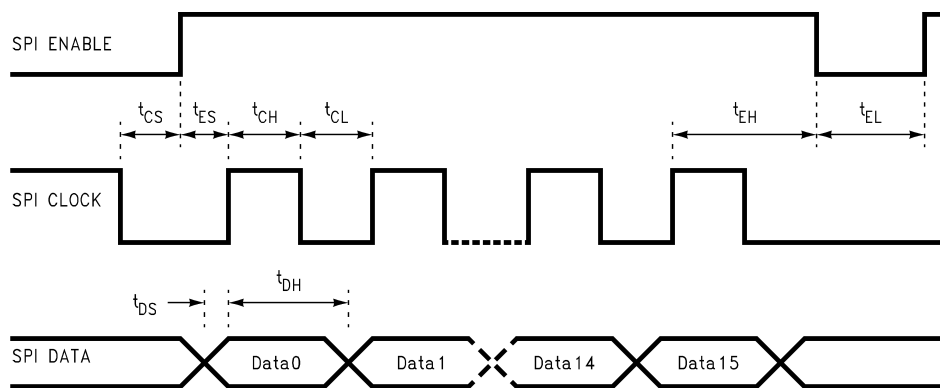 SPI ENABLE
tCS
tES
tCH
tCL
tEH
tEL
SPI CLOCK
tDS
tDH
SPI DATA
Data0
Data1
Data14
Data15